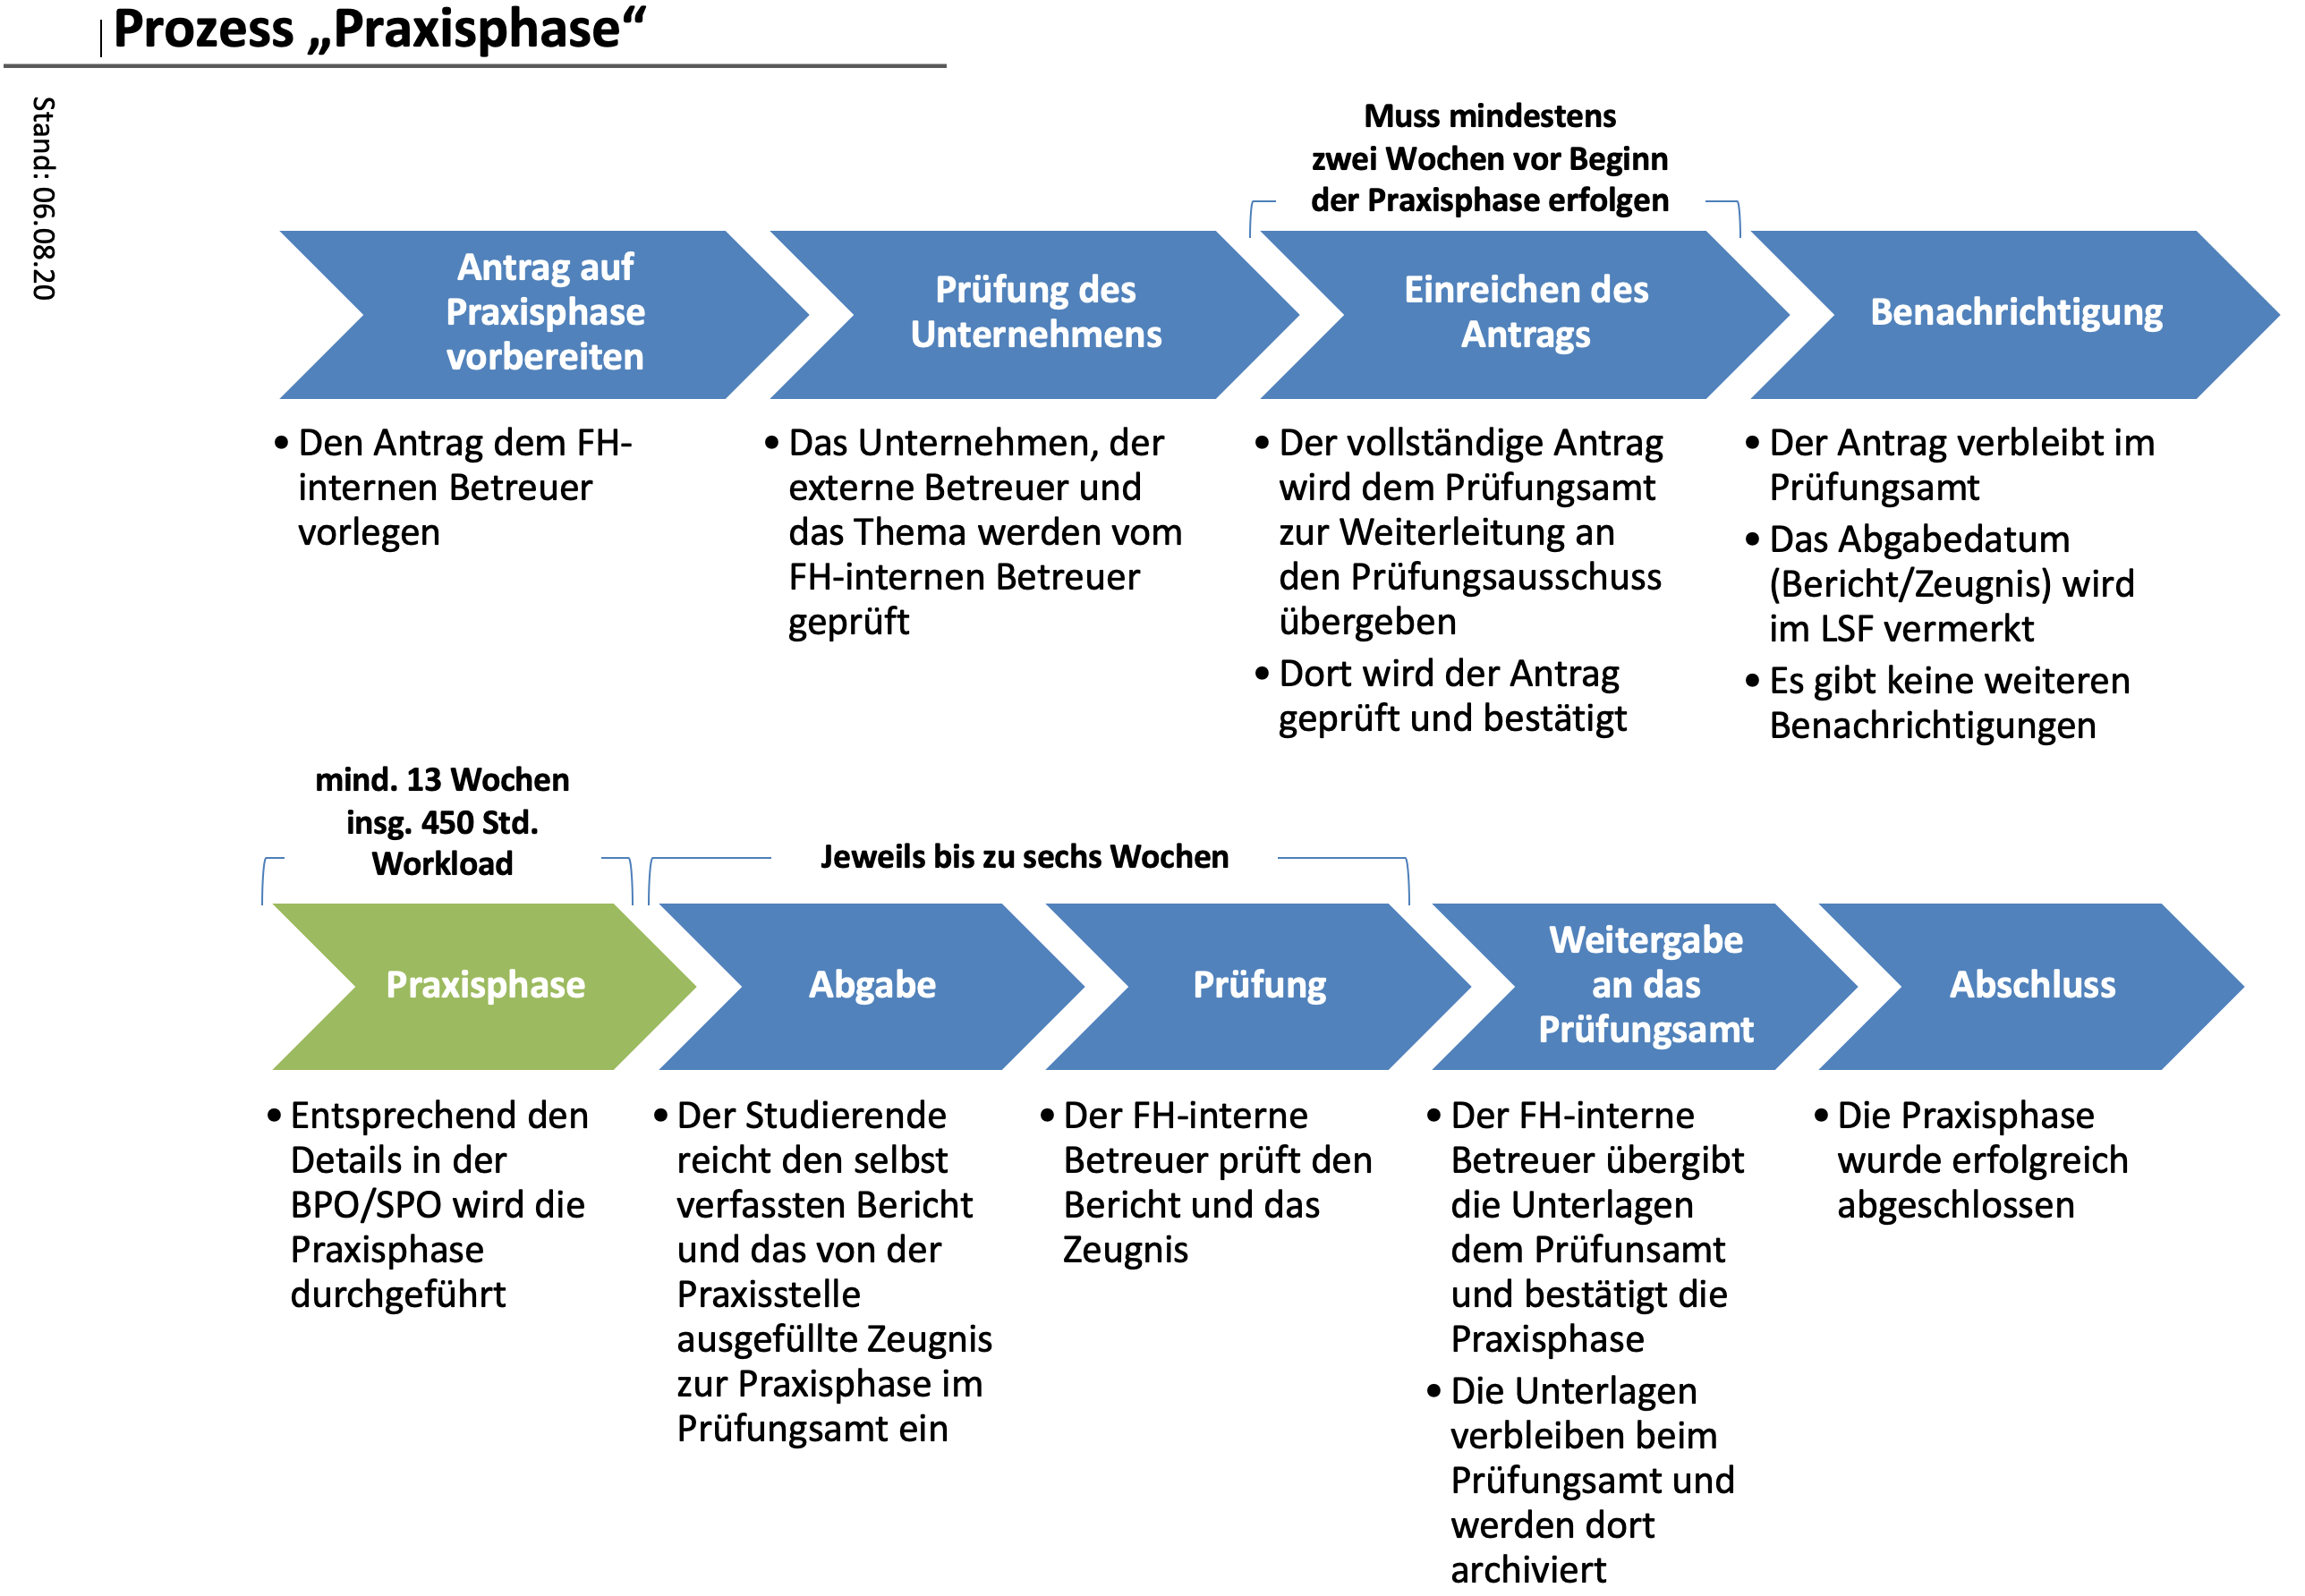 Prozess „Praxisphase“
Stand: 06.08.20
Muss mindestens
zwei Wochen vor Beginn
der Praxisphase erfolgen
Antrag auf
Praxisphase
vorbereiten
• Den Antrag dem FH-
internen Betreuer
vorlegen
Prüfung des
Unternehmens
• Das Unternehmen, der
externe Betreuer und
das Thema werden vom
FH-internen Betreuer
geprüft
Einreichen des
Antrags
• Der vollständige Antrag
wird dem Prüfungsamt
zur Weiterleitung an
den Prüfungsausschuss
übergeben
• Dort wird der Antrag
geprüft und bestätigt
Benachrichtigung
• Der Antrag verbleibt im
Prüfungsamt
• Das Abgabedatum
(Bericht/Zeugnis) wird
im LSF vermerkt
• Es gibt keine weiteren
Benachrichtigungen
mind. 13 Wochen
insg. 450 Std.
Workload
Jeweils bis zu sechs Wochen
Praxisphase
• Entsprechend den
Details in der
BPO/SPO wird die
Praxisphase
durchgeführt
Abgabe
• Der Studierende
reicht den selbst
verfassten Bericht
und das von der
Praxisstelle
ausgefüllte Zeugnis
zur Praxisphase im
Prüfungsamt ein
Prüfung
• Der FH-interne
Betreuer prüft den
Bericht und das
Zeugnis
Weitergabe
an das
Prüfungsamt
• Der FH-interne
Betreuer übergibt
die Unterlagen
dem Prüfunsamt
und bestätigt die
Praxisphase
• Die Unterlagen
verbleiben beim
Prüfungsamt und
werden dort
archiviert
Abschluss
• Die Praxisphase
wurde erfolgreich
abgeschlossen